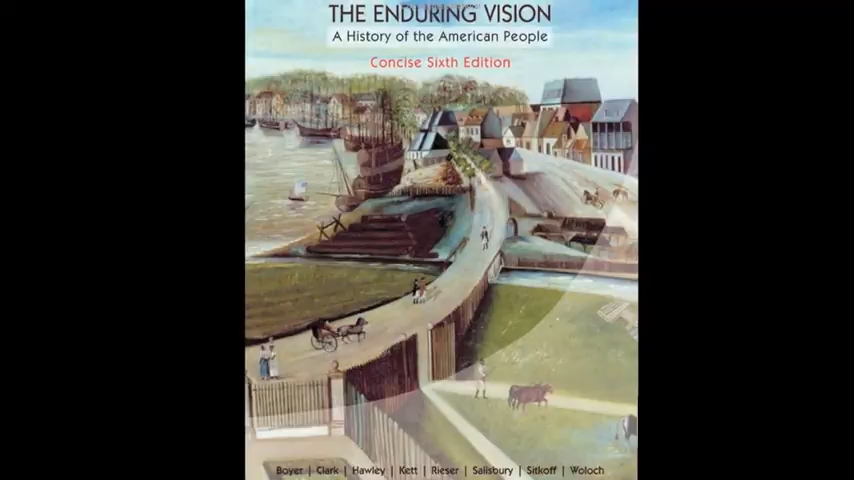 THE ENDURING VISION
A History of the American People
Concise Sixth Edition
Boyer | Clark | Hawley | Kett | Rieser | Salisbury | Sitkoff | Woloch